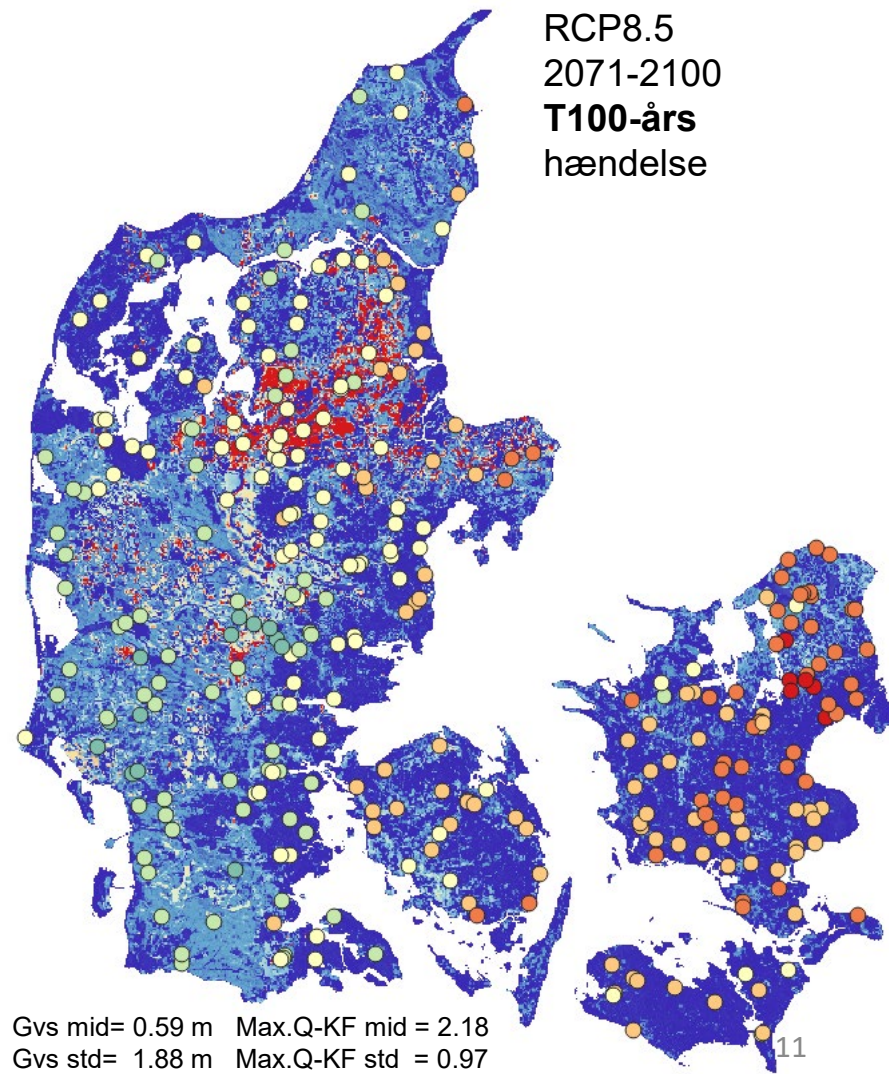 RCP8.5
2071-2100
T100-års
hændelse
Gvs mid= 0.59 m Max.Q-KF mid = 2.18
Gvs std= 1.88 m Max.Q-KF std = 0.97
11